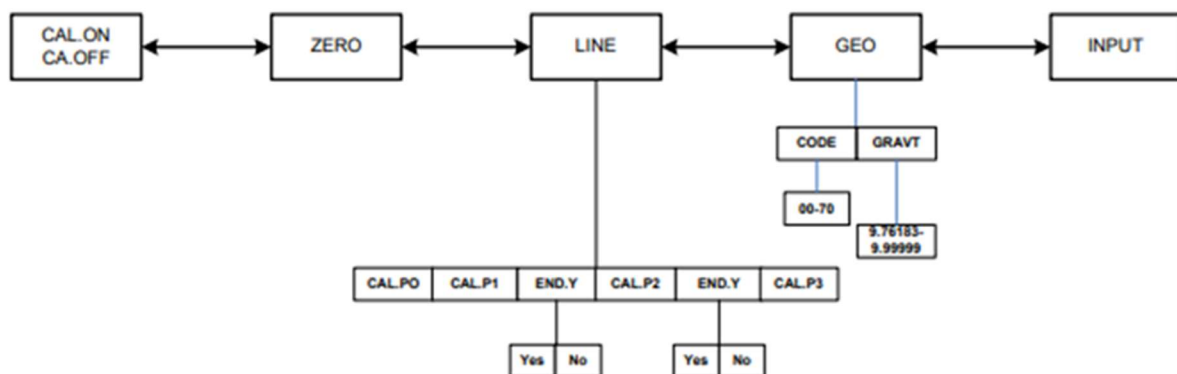 CAL.ON
CA.OFF
ZERO
LINE
GEO
INPUT
CODE
GRAVT
00-70
9.76183-
9.99999
CAL.PO
CAL.P1
END.Y
CAL.P2
END.Y
CAL.P3
Yes
No
Yes
No